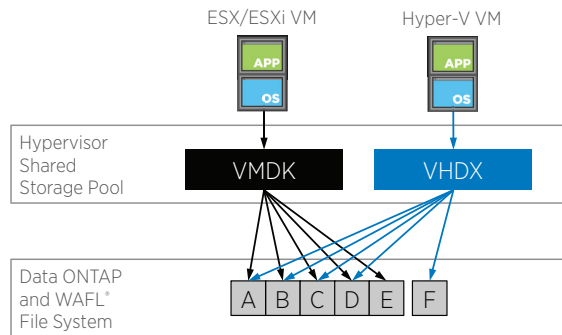 ESX/ESXi VM
Hyper-V VM
APP
APP
OS
OS
Hypervisor
Shared
Storage Pool
VMDK
VHDX
Data ONTAP
and WAFL®
File System
A B C D E F